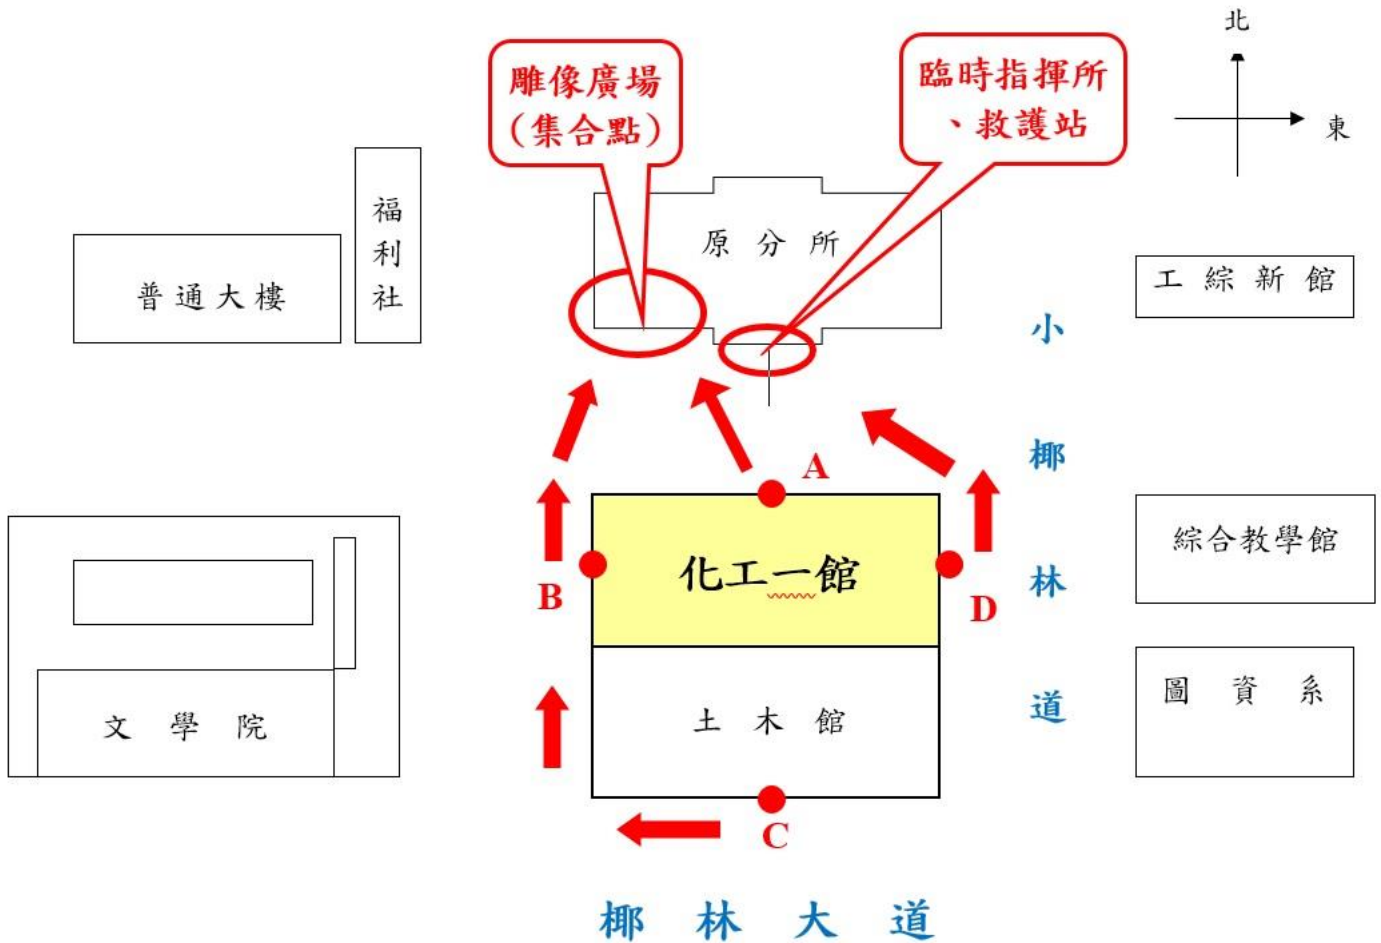 北
東
雕像廣場
(集合點)
臨時指揮所
、救護站
福利社
普通大樓
原分所
工綜新館
小椰林道
A
化工一館
B
D
綜合教學館
文學院
土木館
圖資系
C
椰林大道